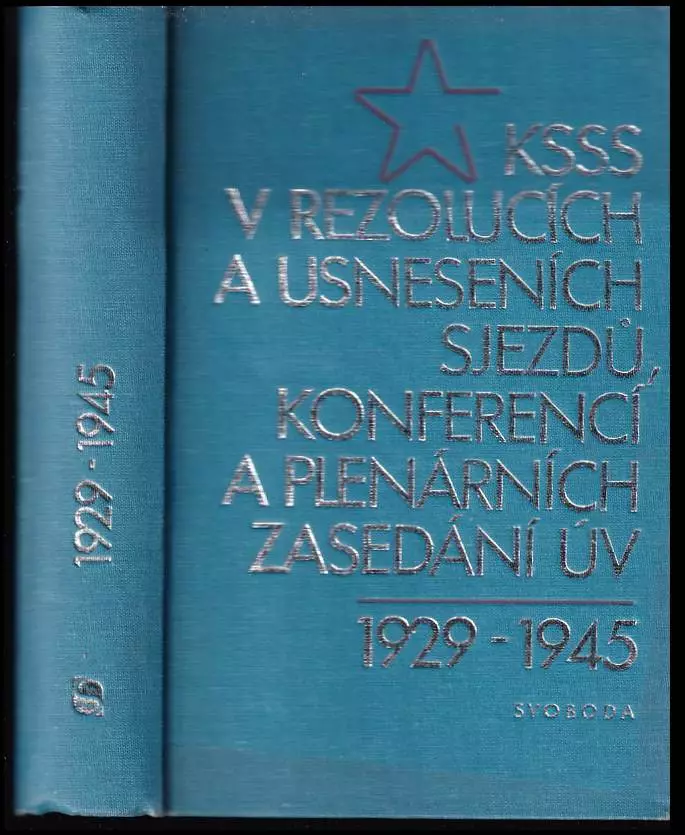 1929 - 1945
KSSS
V REZOLUCÍCH
A USNESENÍCH
SJEZDŮ,
KONFERENCÍ
A PLENÁRNÍCH
ZASEDÁNÍ ÚV
1929 - 1945
SVOBODA